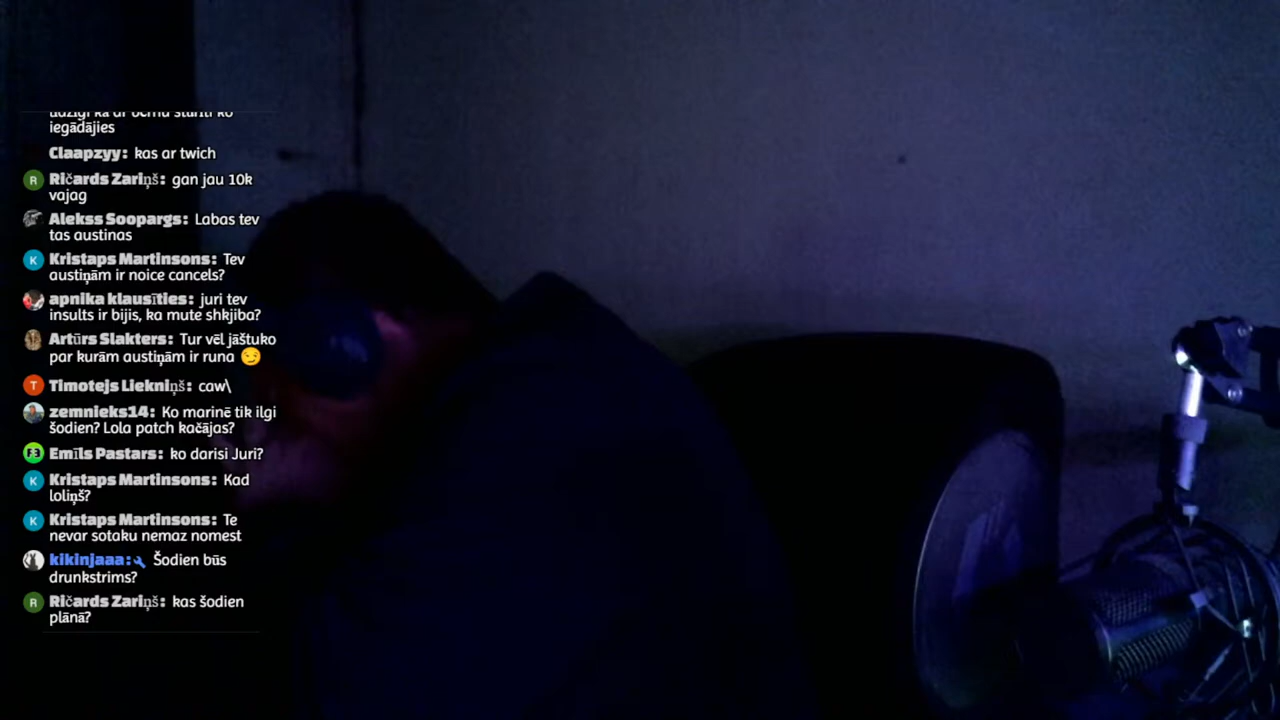 iegādājies
Claapzyy: kas ar twich
Ričards Zariņš: gan jau 10k
vajag
Alekss Soopargs: Labas tev
tas austinas
Kristaps Martinsons: Tev
austiņām ir noice cancels?
apnika klausīties: juri tev
insults ir bijis, ka mute shkjiba?
Artūrs Slakters: Tur vēl jāštuko
par kurām austiņām ir runa 😏
Timotejs Liekniņš: caw\
zemnieks14: Ko marinē tik ilgi
šodien? Lola patch kačājas?
Emīls Pastars: ko darisi Juri?
Kristaps Martinsons: Kad
loliņš?
Kristaps Martinsons: Te
nevar sotaku nemaz nomest
kikinjaaa: Šodien būs
drunkstrims?
Ričards Zariņš: kas šodien
plānā?